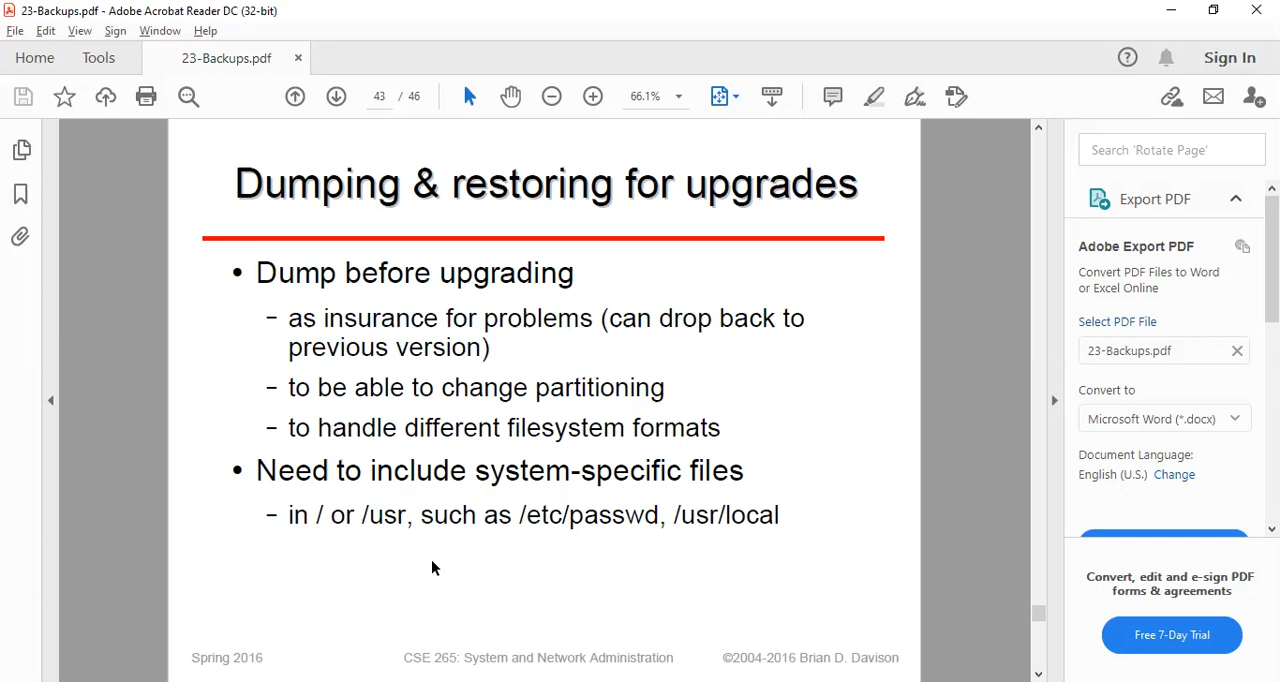 23-Backups.pdf - Adobe Acrobat Reader DC (32-bit)
File Edit View Sign Window Help
Home Tools 23-Backups.pdf × Sign In
43 / 46 66.1%
Search 'Rotate Page'
Dumping & restoring for upgrades
Export PDF
• Dump before upgrading
– as insurance for problems (can drop back to
previous version)
– to be able to change partitioning
– to handle different filesystem formats
• Need to include system-specific files
– in / or /usr, such as /etc/passwd, /usr/local
Spring 2016 CSE 265: System and Network Administration ©2004-2016 Brian D. Davison
Adobe Export PDF
Convert PDF Files to Word
or Excel Online
Select PDF File
23-Backups.pdf
Convert to
Microsoft Word (*.docx)
Document Language:
English (U.S.) Change
Convert, edit and e-sign PDF
forms & agreements
Free 7-Day Trial